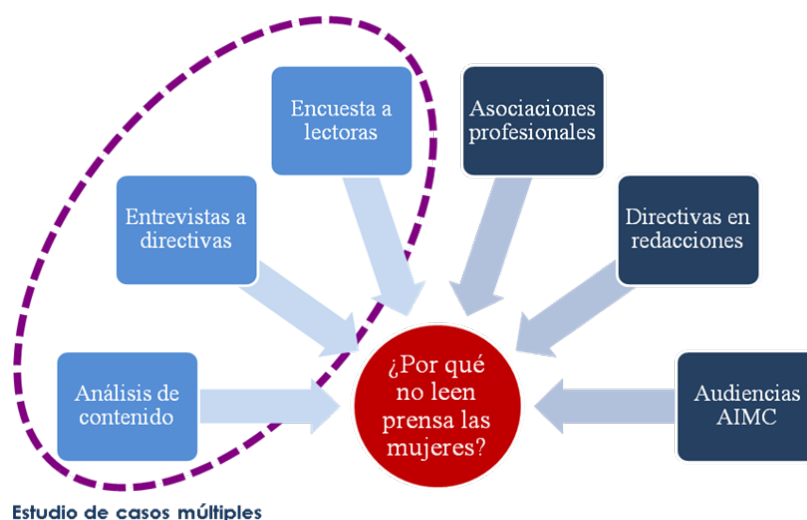 Encuesta a
lectoras
Asociaciones
profesionales
Entrevistas a
directivas
Directivas en
redacciones
Análisis de
contenido
¿Por qué
no leen
prensa las
mujeres?
Audiencias
AIMC
Estudio de casos múltiples